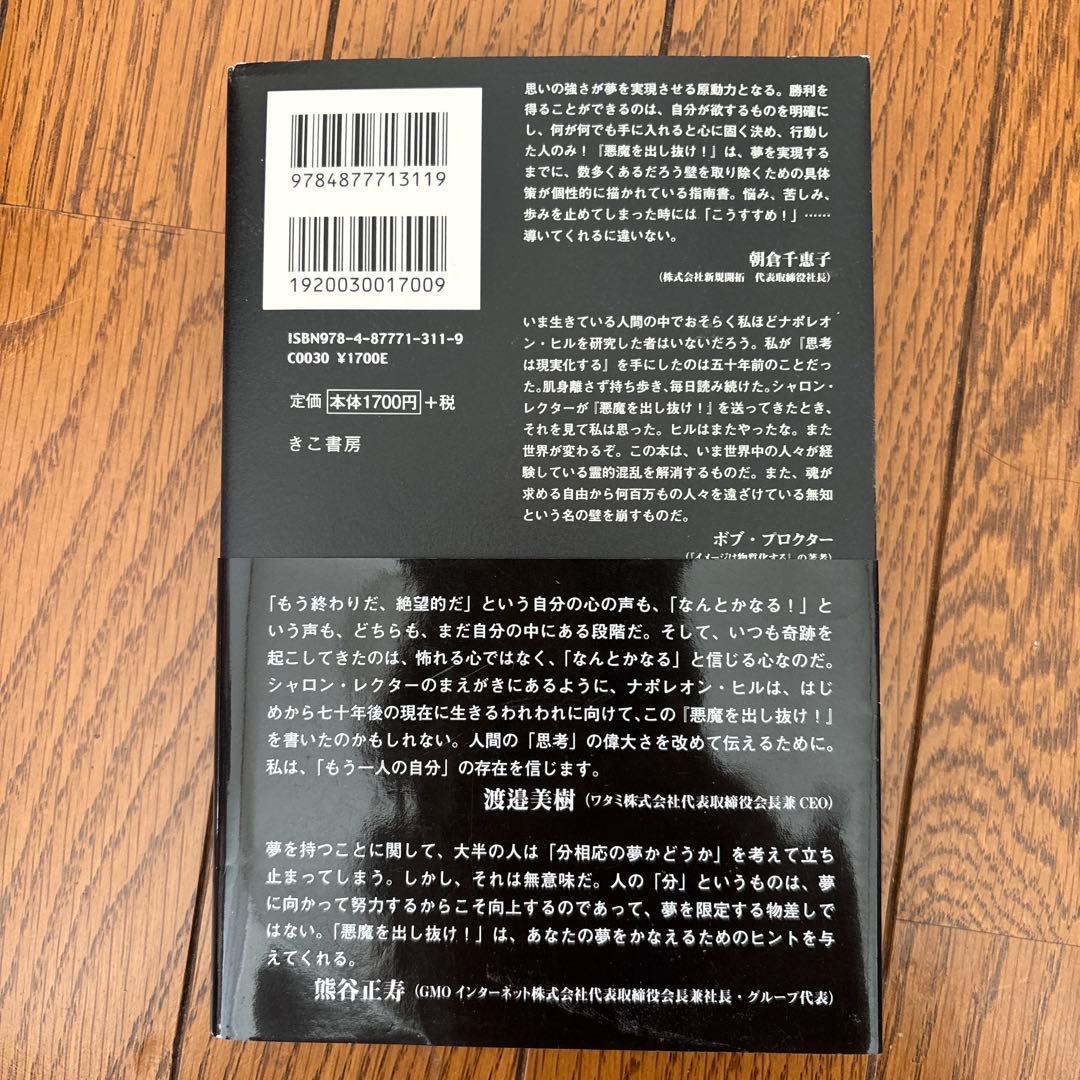 9784877713119
1920030017009
ISBN978-4-87771-311-9
C0030 ¥1700E
定価 本体1700円 +税
きこ書房
思いの強さが夢を実現させる原動力となる。勝利を
得ることができるのは、自分が欲するものを明確に
し、何が何でも手に入れると心に固く決め、行動し
た人のみ！『悪魔を出し抜け！』は、夢を実現する
までに、数多くあるだろう壁を取り除くための具体
策が個性的に描かれている指南書。悩み、苦しみ、
歩みを止めてしまった時には「こうすすめ！」……
導いてくれるに違いない。
朝倉千恵子
（株式会社新規開拓 代表取締役社長）
いま生きている人間の中でおそらく私ほどナポレオ
ン・ヒルを研究した者はいないだろう。私が『思考
は現実化する』を手にしたのは五十年前のことだっ
た。肌身離さず持ち歩き、毎日読み続けた。シャロン・
レクターが『悪魔を出し抜け！』を送ってきたとき、
それを見て私は思った。ヒルはまたやったな。また
世界が変わるぞ。この本は、いま世界中の人々が経
験している霊的混乱を解消するものだ。また、魂が
求める自由から何百万もの人々を遠ざけている無知
という名の壁を崩すものだ。
ボブ・プロクター
（『イメージは物質化する』の著者）
「もう終わりだ、絶望的だ」という自分の心の声も、「なんとかなる！」と
いう声も、どちらも、まだ自分の中にある段階だ。そして、いつも奇跡を
起こしてきたのは、怖れる心ではなく、「なんとかなる」と信じる心なのだ。
シャロン・レクターのまえがきにあるように、ナポレオン・ヒルは、はじ
めから七十年後の現在に生きるわれわれに向けて、この『悪魔を出し抜け！』
を書いたのかもしれない。人間の「思考」の偉大さを改めて伝えるために。
私は、「もう一人の自分」の存在を信じます。
渡邉美樹（ワタミ株式会社代表取締役会長兼CEO）
夢を持つことに関して、大半の人は「分相応の夢かどうか」を考えて立ち
止まってしまう。しかし、それは無意味だ。人の「分」というものは、夢
に向かって努力するからこそ向上するのであって、夢を限定する物差しで
はない。「悪魔を出し抜け！」は、あなたの夢をかなえるためのヒントを与
えてくれる。
熊谷正寿（GMOインターネット株式会社代表取締役会長兼社長・グループ代表）